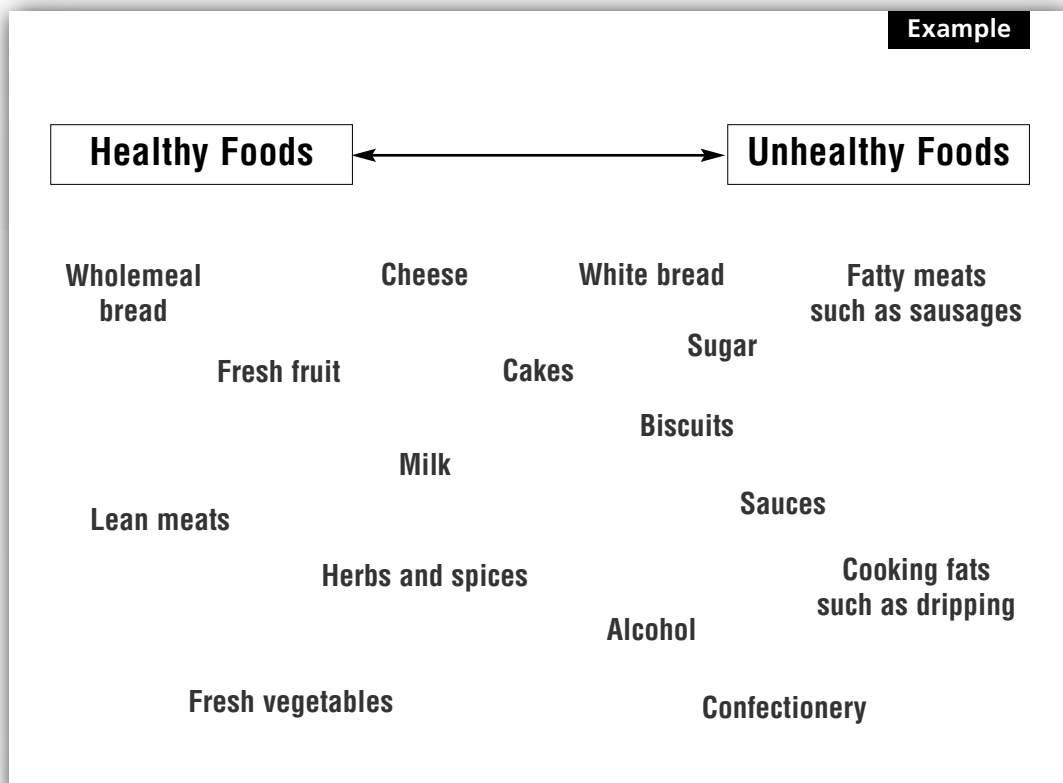 Example
Healthy Foods
Unhealthy Foods
Wholemeal
bread
Cheese
White bread
Fatty meats
such as sausages
Sugar
Fresh fruit
Cakes
Biscuits
Milk
Sauces
Lean meats
Herbs and spices
Cooking fats
such as dripping
Alcohol
Fresh vegetables
Confectionery